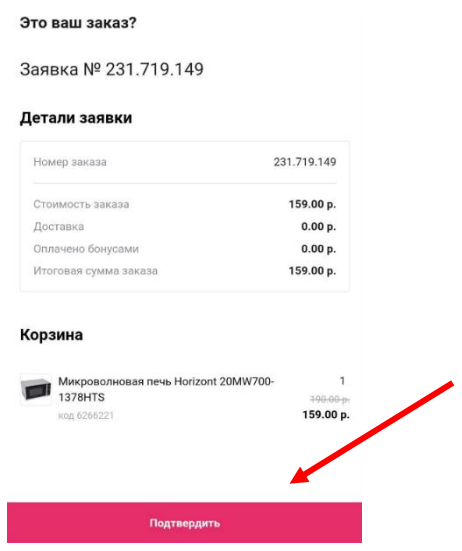 Это ваш заказ?
Заявка № 231.719.149
Детали заявки
Номер заказа 231.719.149
Стоимость заказа 159.00 р.
Доставка 0.00 р.
Оплачено бонусами 0.00 р.
Итоговая сумма заказа 159.00 р.
Корзина
Микроволновая печь Horizont 20MW700- 1
1378HTS 190.00 р.
код 6266221 159.00 р.
Подтвердить